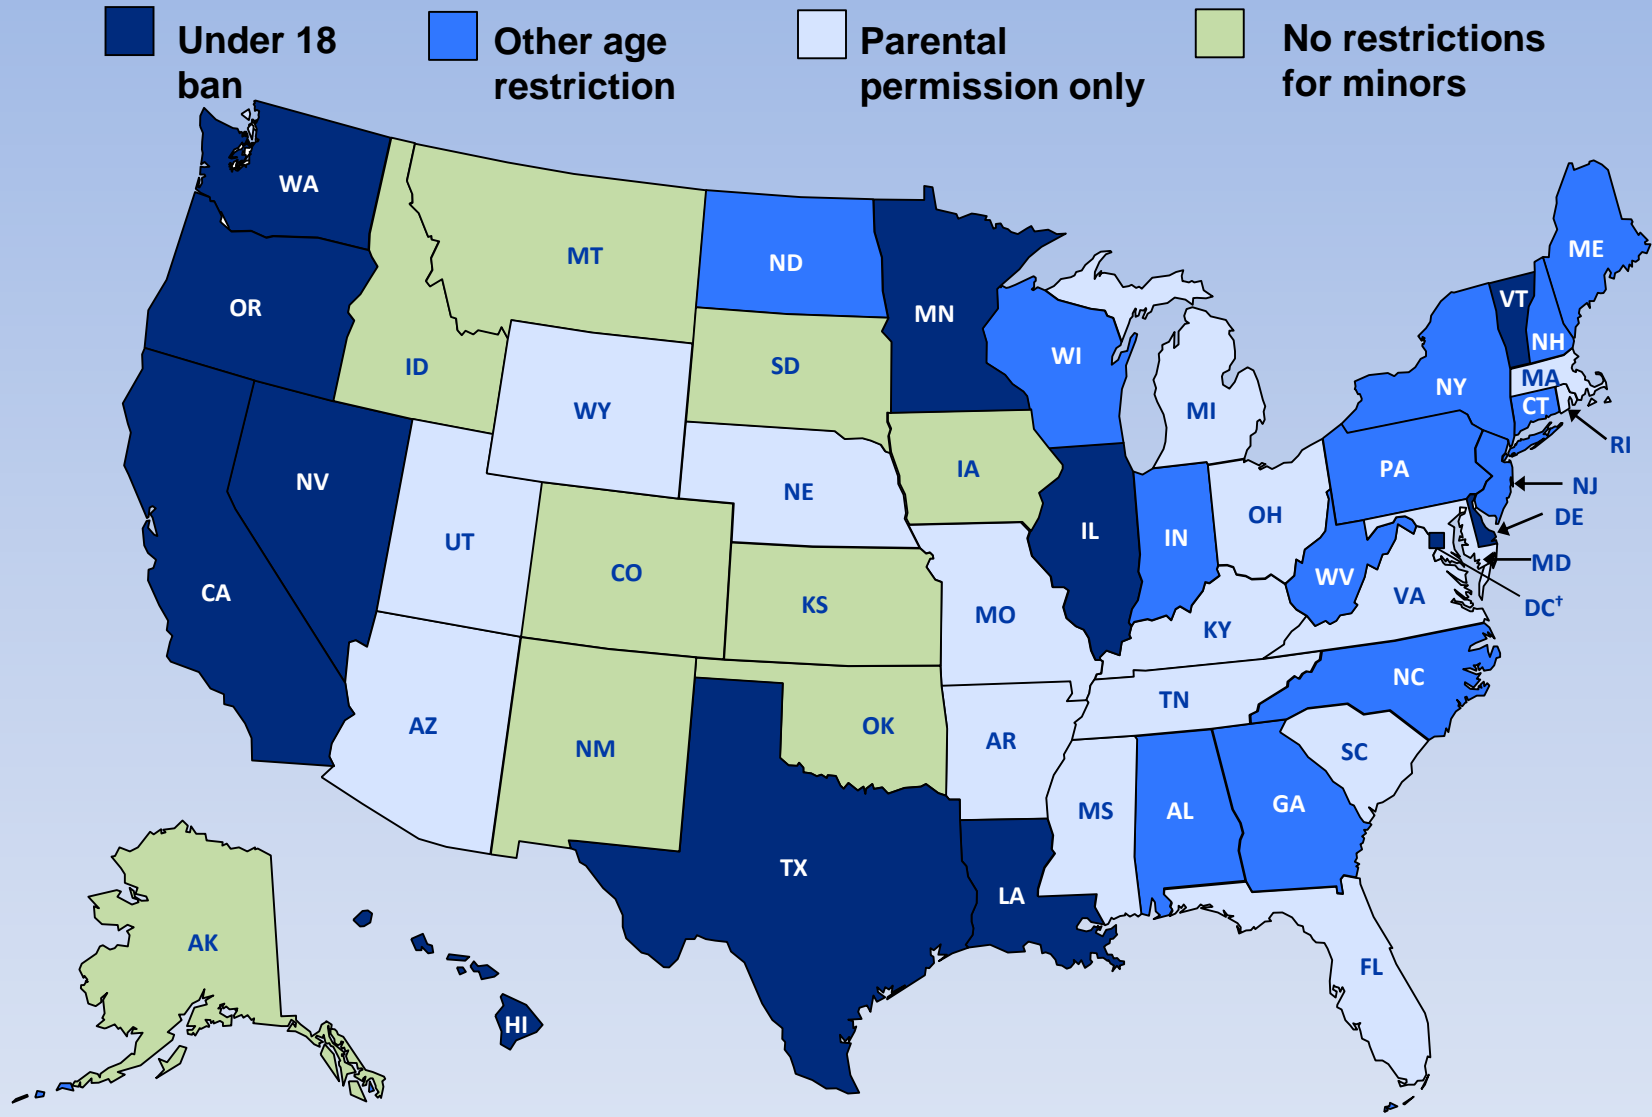 Under 18
ban
Other age
restriction
Parental
permission only
No restrictions
for minors
WA
MT
ND
ME
OR
MN
VT
ID
SD
WI
NH
WY
MI
NY
MA
CT
RI
NV
NE
IA
PA
NJ
UT
IL
IN
OH
DE
CA
CO
KS
MO
WV
VA
MD
DC†
KY
AZ
NM
OK
AR
TN
NC
SC
TX
LA
MS
AL
GA
AK
FL
HI